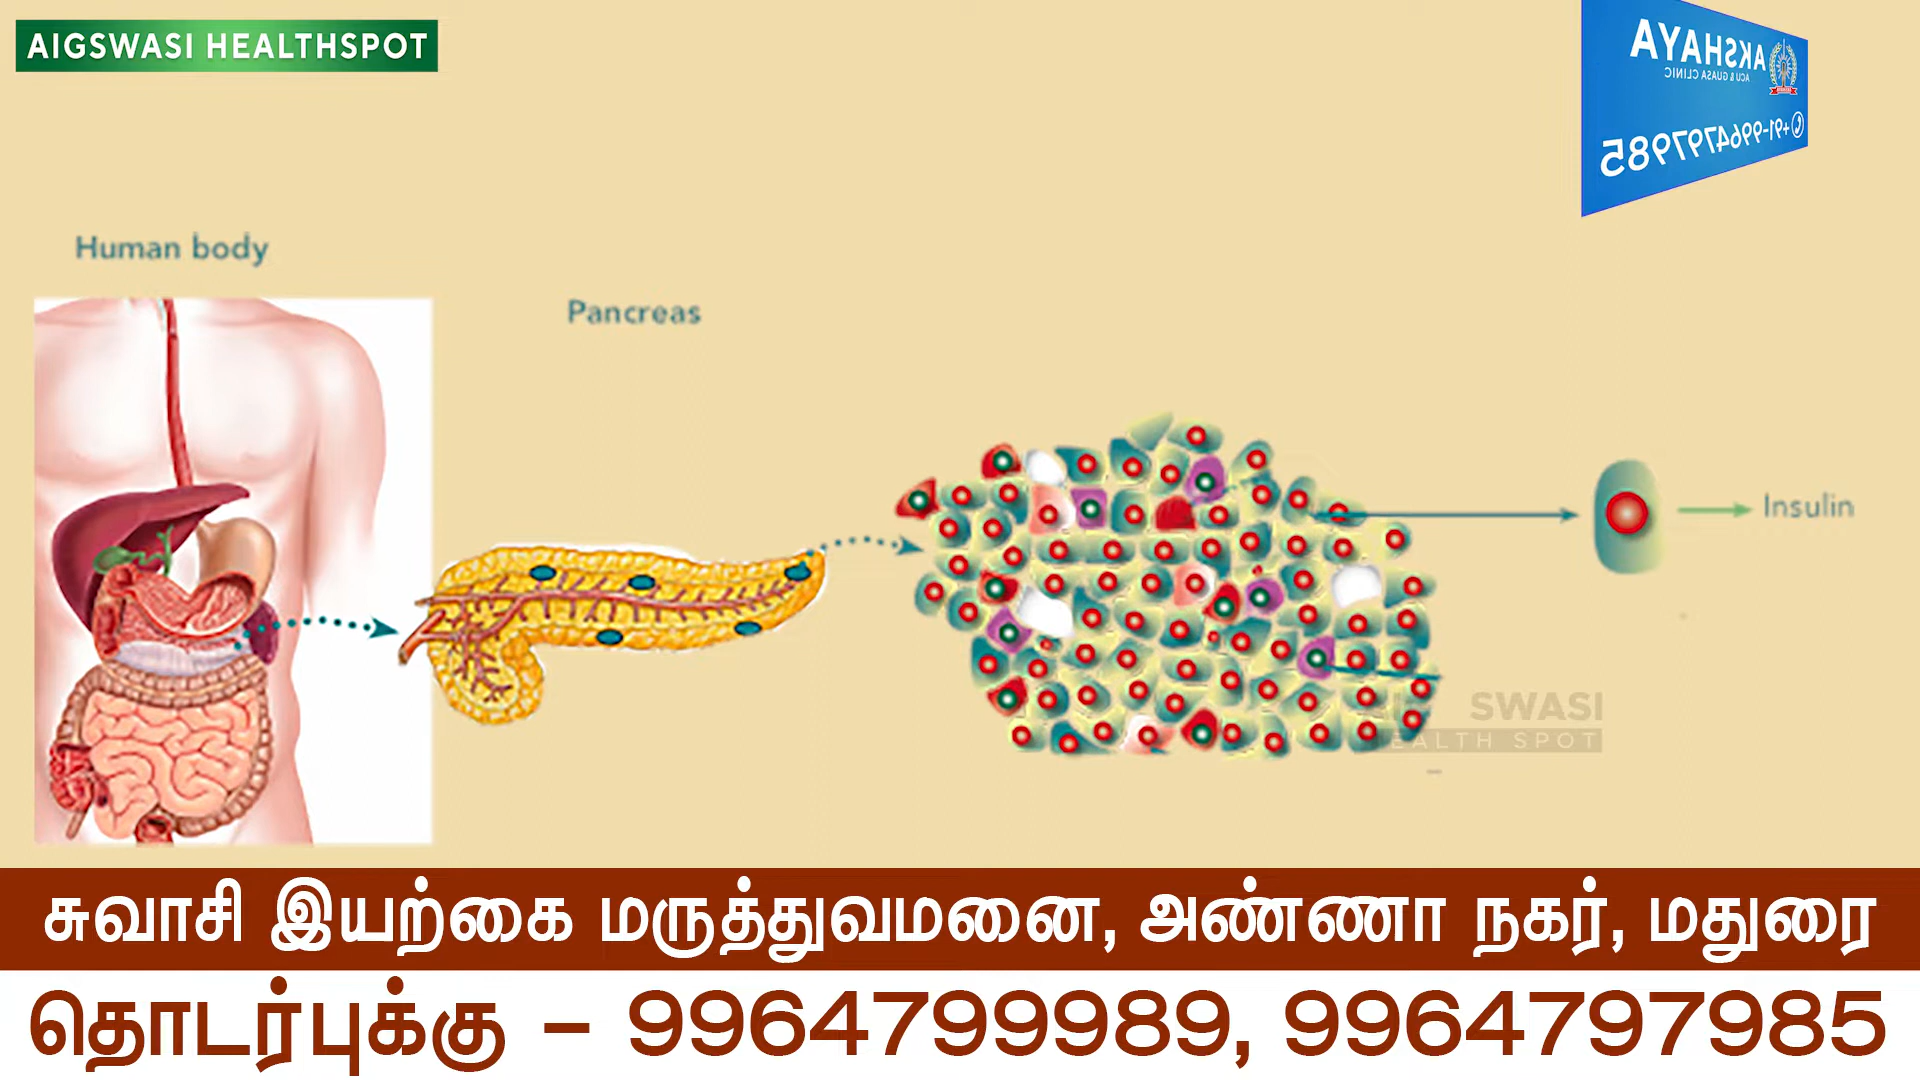 AIGSWASI HEALTHSPOT
AKSHAYA
ACU & GUASA CLINIC
+91-9964797985
Human body
Pancreas
Insulin
SWASI
HEALTH SPOT
சுவாசி இயற்கை மருத்துவமனை, அண்ணா நகர், மதுரை
தொடர்புக்கு – 9964799989, 9964797985